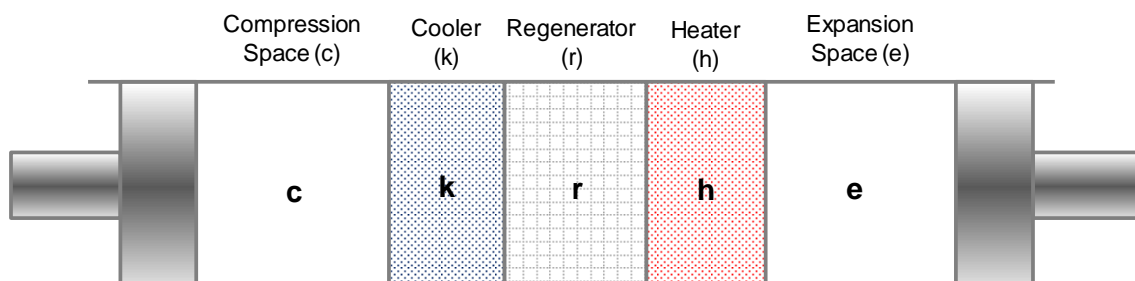 Compression
Space (c)
Cooler
(k)
Regenerator
(r)
Heater
(h)
Expansion
Space (e)
c
k
r
h
e